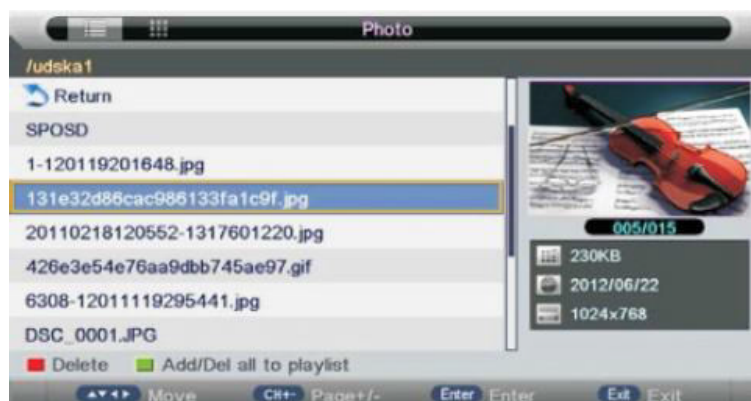 Photo
/udska1
Return
SPOSD
1-120119201648.jpg
131e32d86cac986133fa1c9f.jpg
20110218120552-1317601220.jpg
426e3e54e76aa9dbb745ae97.gif
6308-12011119295441.jpg
DSC_0001.JPG
005/015
230KB
2012/06/22
1024x768
Delete Add/Del all to playlist
Move CH+- Page+/- Enter Enter Exit Exit